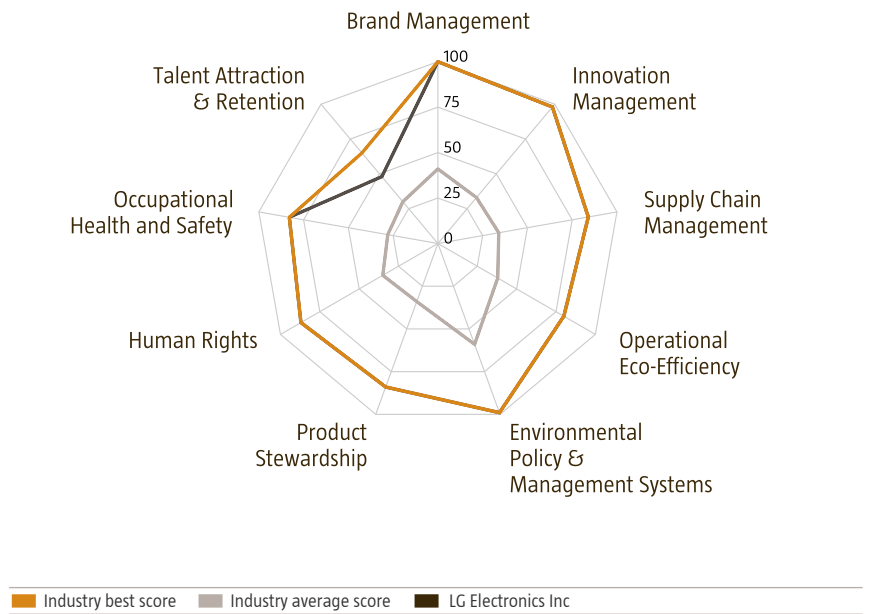 Brand Management
100
Talent Attraction
& Retention
Innovation
Management
75
50
25
0
Occupational
Health and Safety
Supply Chain
Management
Human Rights
Operational
Eco-Efficiency
Product
Stewardship
Environmental
Policy &
Management Systems
Industry best score
Industry average score
LG Electronics Inc